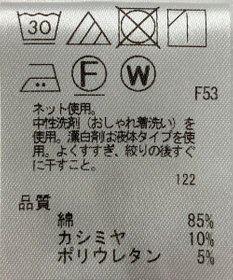 30
F W F53
ネット使用。
中性洗剤（おしゃれ着洗い）を
使用。漂白剤は液体タイプを使
用。よくすすぎ、絞りの後すぐ
に干すこと。
122
品質
綿 85%
カシミヤ 10%
ポリウレタン 5%